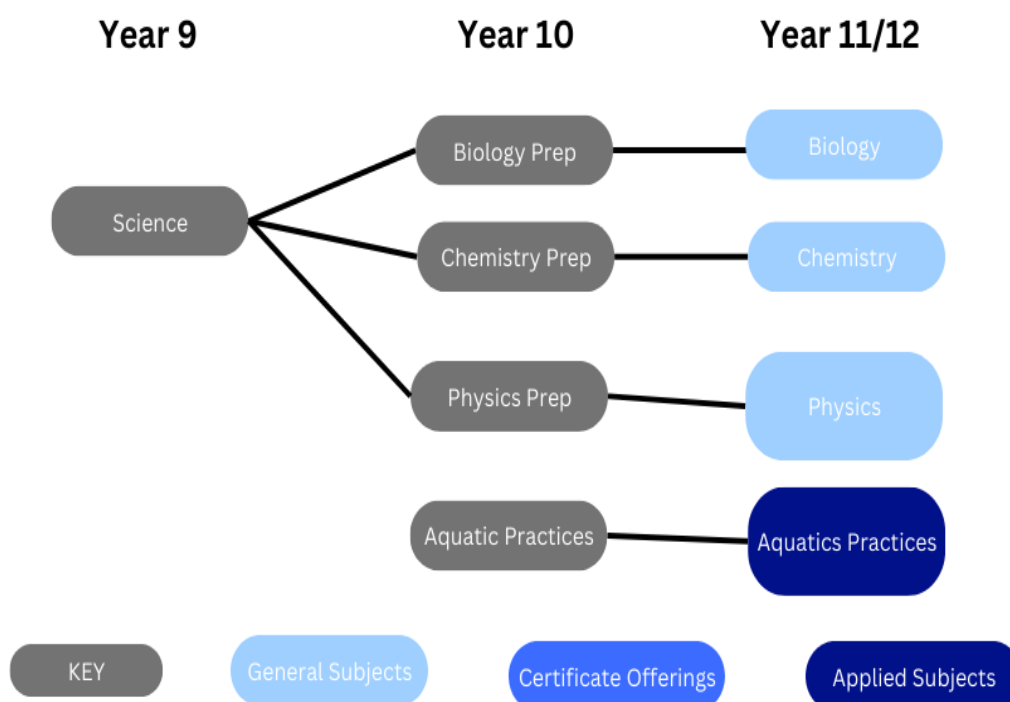 Year 9
Year 10
Year 11/12
Biology Prep
Biology
Science
Chemistry Prep
Chemistry
Physics Prep
Physics
Aquatic Practices
Aquatics Practices
KEY
General Subjects
Certificate Offerings
Applied Subjects